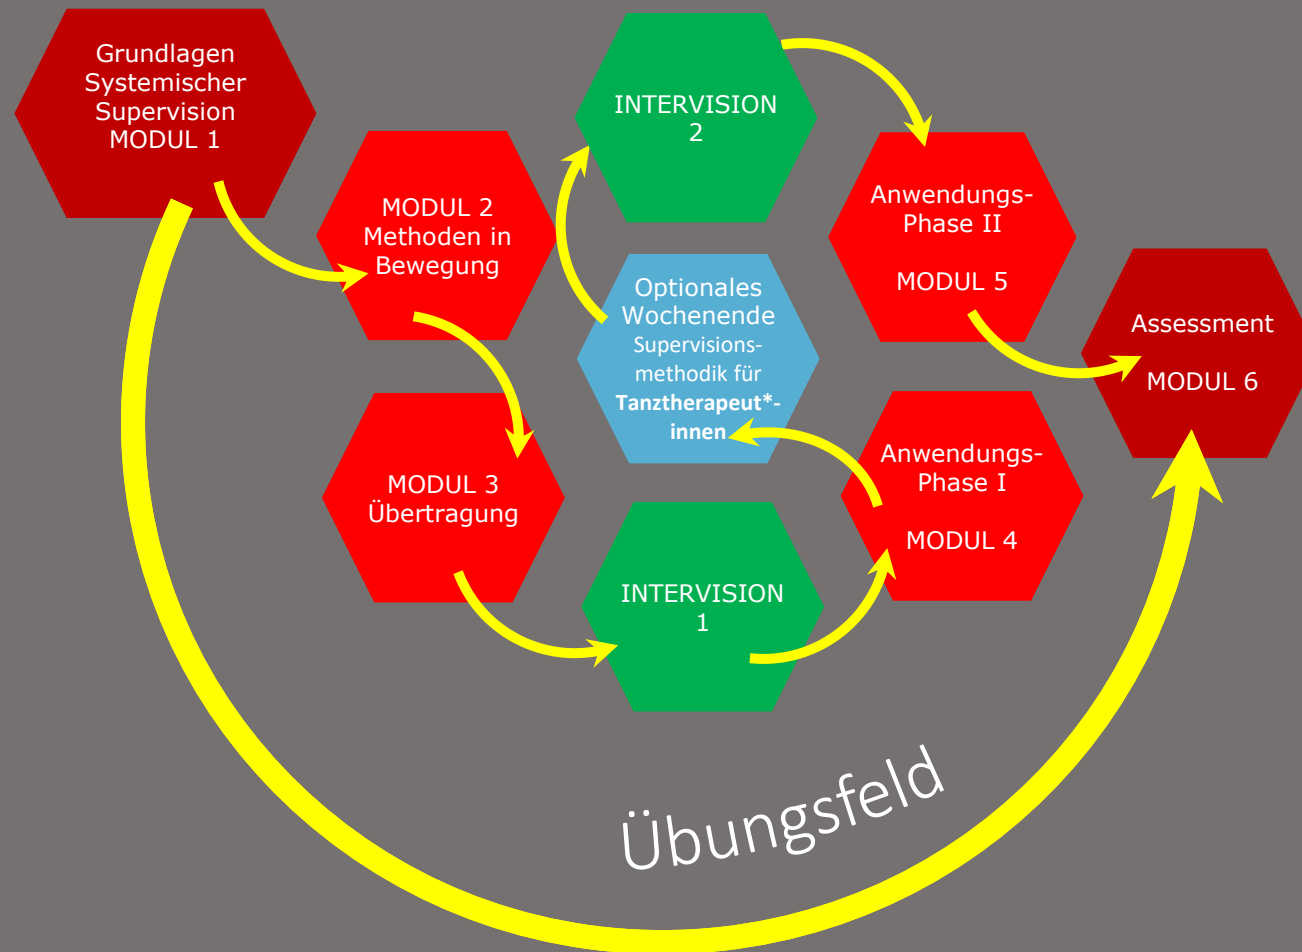 Grundlagen
Systemischer
Supervision
MODUL 1
MODUL 2
Methoden in
Bewegung
MODUL 3
Übertragung
INTERVISION
1
Anwendungs-
Phase I
MODUL 4
Optionales
Wochenende
Supervisions-
methodik für
Tanztherapeut*-
innen
INTERVISION
2
Anwendungs-
Phase II
MODUL 5
Assessment
MODUL 6
Übungsfeld